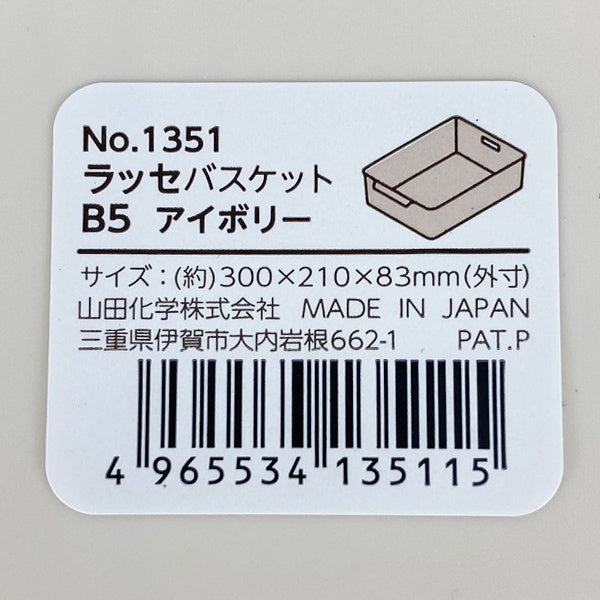 No.1351
ラッセバスケット
B5 アイボリー
サイズ：(約)300×210×83mm(外寸)
山田化学株式会社 MADE IN JAPAN
三重県伊賀市大内岩根662-1 PAT.P
4 965534 135115